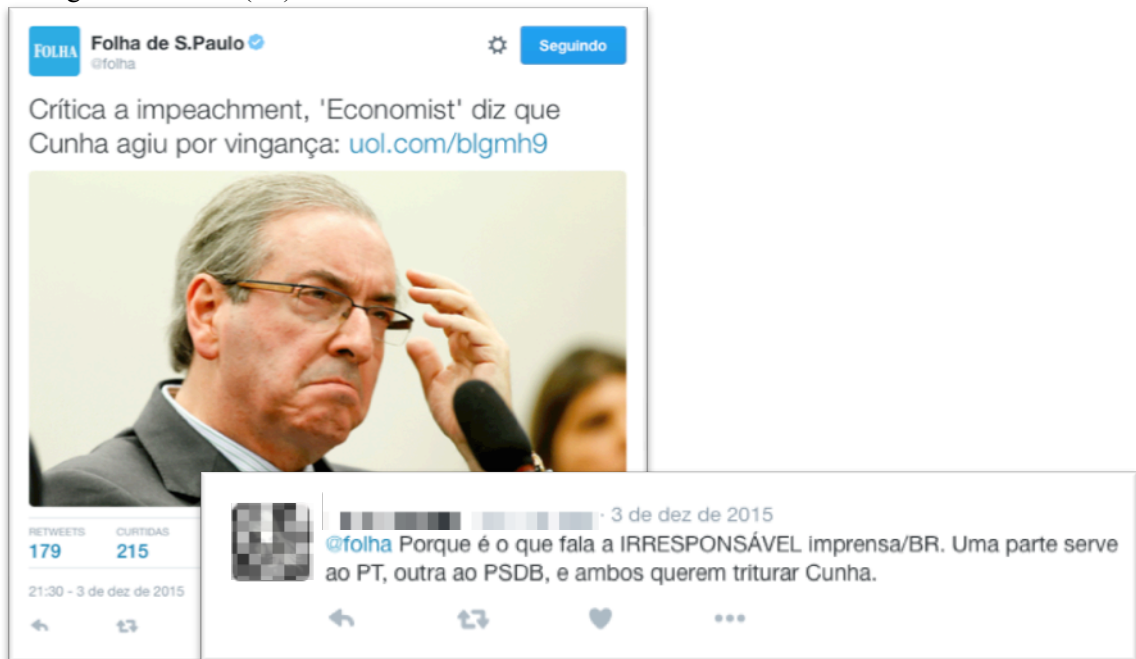 FOLHA
Folha de S.Paulo
@folha
Seguindo
Crítica a impeachment, 'Economist' diz que
Cunha agiu por vingança: uol.com/blgmh9
RETWEETS CURTIDAS
179 215
21:30 - 3 de dez de 2015
· 3 de dez de 2015
@folha Porque é o que fala a IRRESPONSÁVEL imprensa/BR. Uma parte serve
ao PT, outra ao PSDB, e ambos querem triturar Cunha.